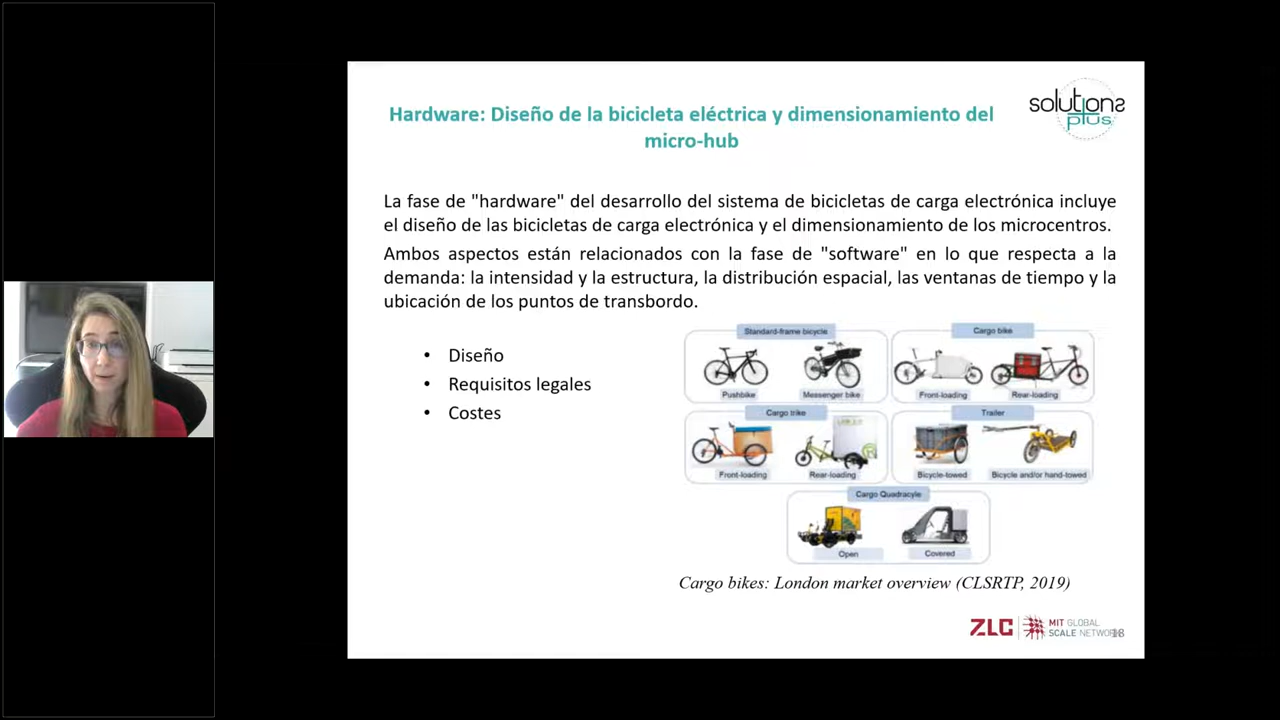 Hardware: Diseño de la bicicleta eléctrica y dimensionamiento del
micro-hub
solutions
plus
La fase de "hardware" del desarrollo del sistema de bicicletas de carga electrónica incluye
el diseño de las bicicletas de carga electrónica y el dimensionamiento de los microcentros.
Ambos aspectos están relacionados con la fase de "software" en lo que respecta a la
demanda: la intensidad y la estructura, la distribución espacial, las ventanas de tiempo y la
ubicación de los puntos de transbordo.
• Diseño
• Requisitos legales
• Costes
Standard-frame bicycle
Cargo bike
Pushbike
Messenger bike
Front-loading
Rear-loading
Cargo trike
Trailer
Front-loading
Rear-loading
Bicycle-towed
Bicycle and/or hand-towed
Cargo Quadracyle
Open
Covered
Cargo bikes: London market overview (CLSRTP, 2019)
ZLC
MIT GLOBAL
SCALE NETWORK
18